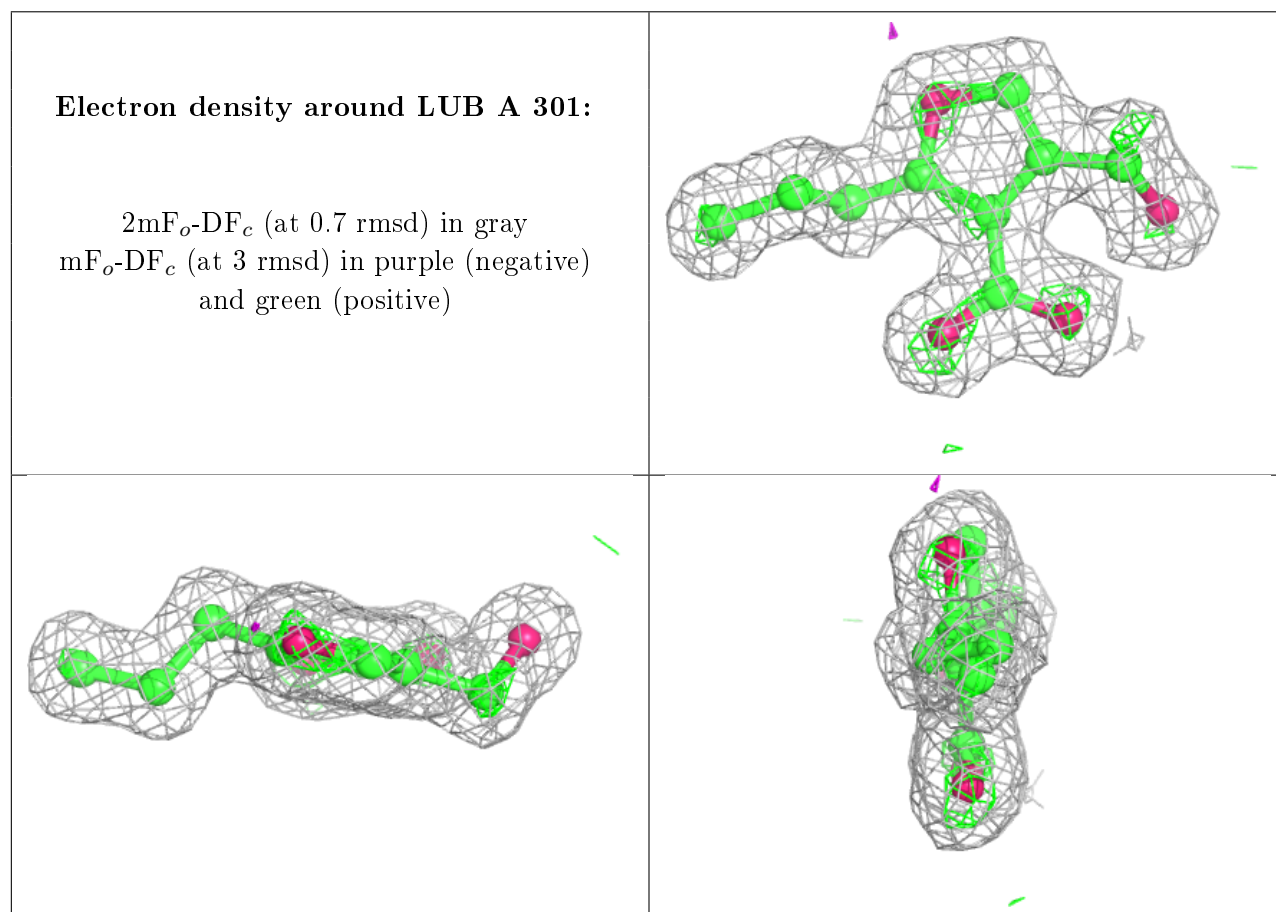 Electron density around LUB A 301:
2mFₒ-DF𝒸 (at 0.7 rmsd) in gray
mFₒ-DF𝒸 (at 3 rmsd) in purple (negative)
and green (positive)